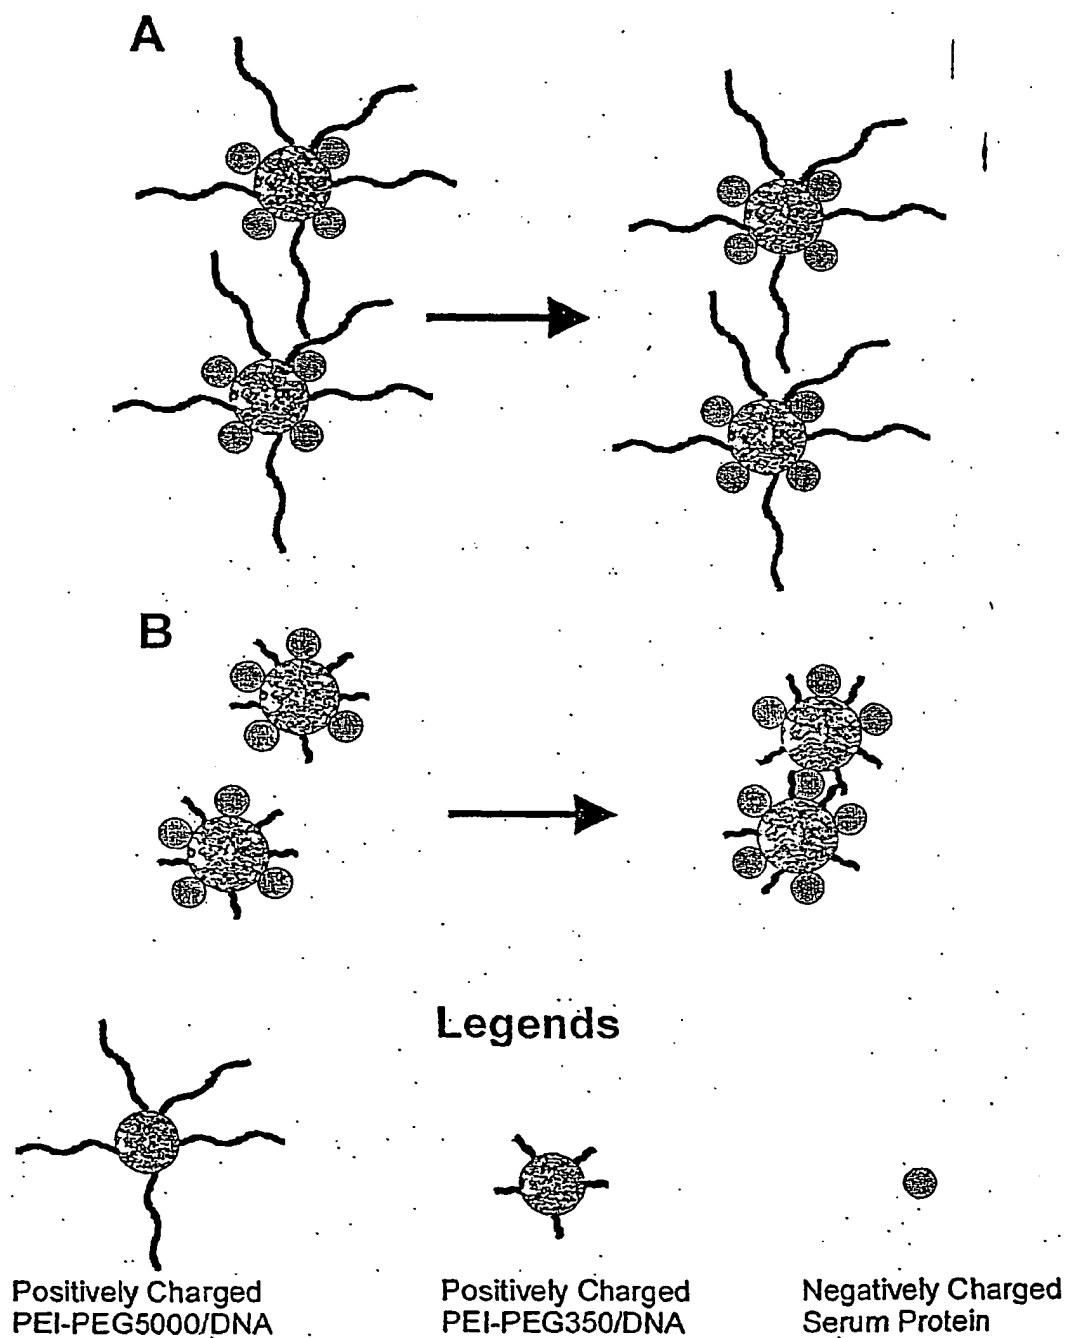 A
B
Legends
Positively Charged
PEI-PEG5000/DNA
Positively Charged
PEI-PEG350/DNA
Negatively Charged
Serum Protein